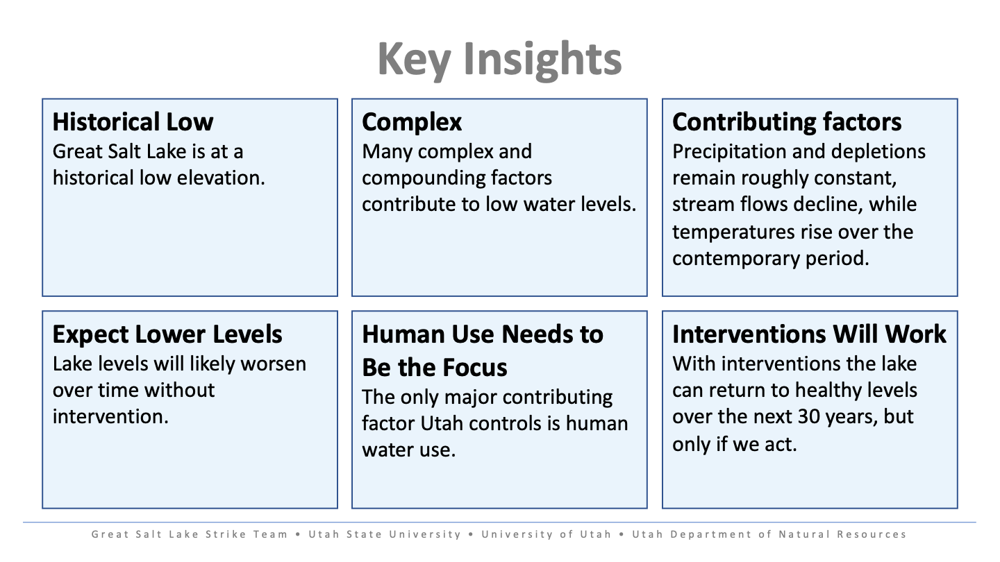 Key Insights
Historical Low
Great Salt Lake is at a
historical low elevation.
Complex
Many complex and
compounding factors
contribute to low water levels.
Contributing factors
Precipitation and depletions
remain roughly constant,
stream flows decline, while
temperatures rise over the
contemporary period.
Expect Lower Levels
Lake levels will likely worsen
over time without
intervention.
Human Use Needs to
Be the Focus
The only major contributing
factor Utah controls is human
water use.
Interventions Will Work
With interventions the lake
can return to healthy levels
over the next 30 years, but
only if we act.
Great Salt Lake Strike Team • Utah State University • University of Utah • Utah Department of Natural Resources